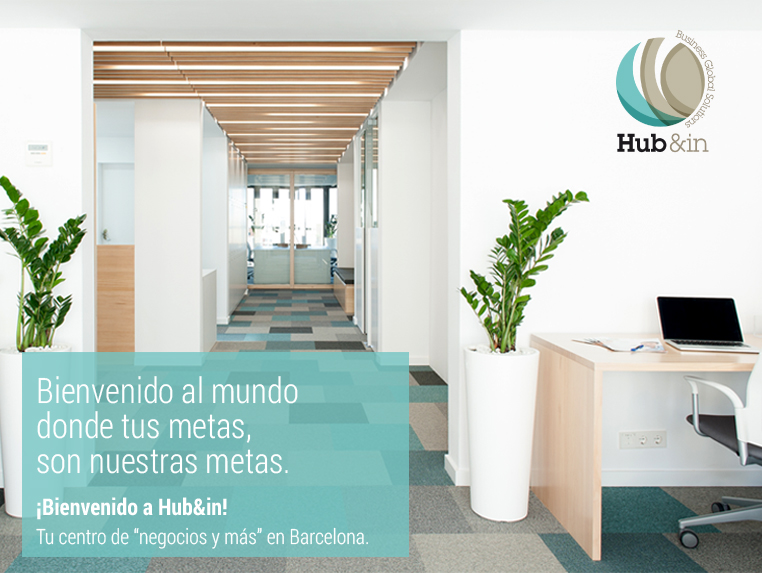 Business Global Solutions
Hub&in
Bienvenido al mundo
donde tus metas,
son nuestras metas.
¡Bienvenido a Hub&in!
Tu centro de “negocios y más” en Barcelona.